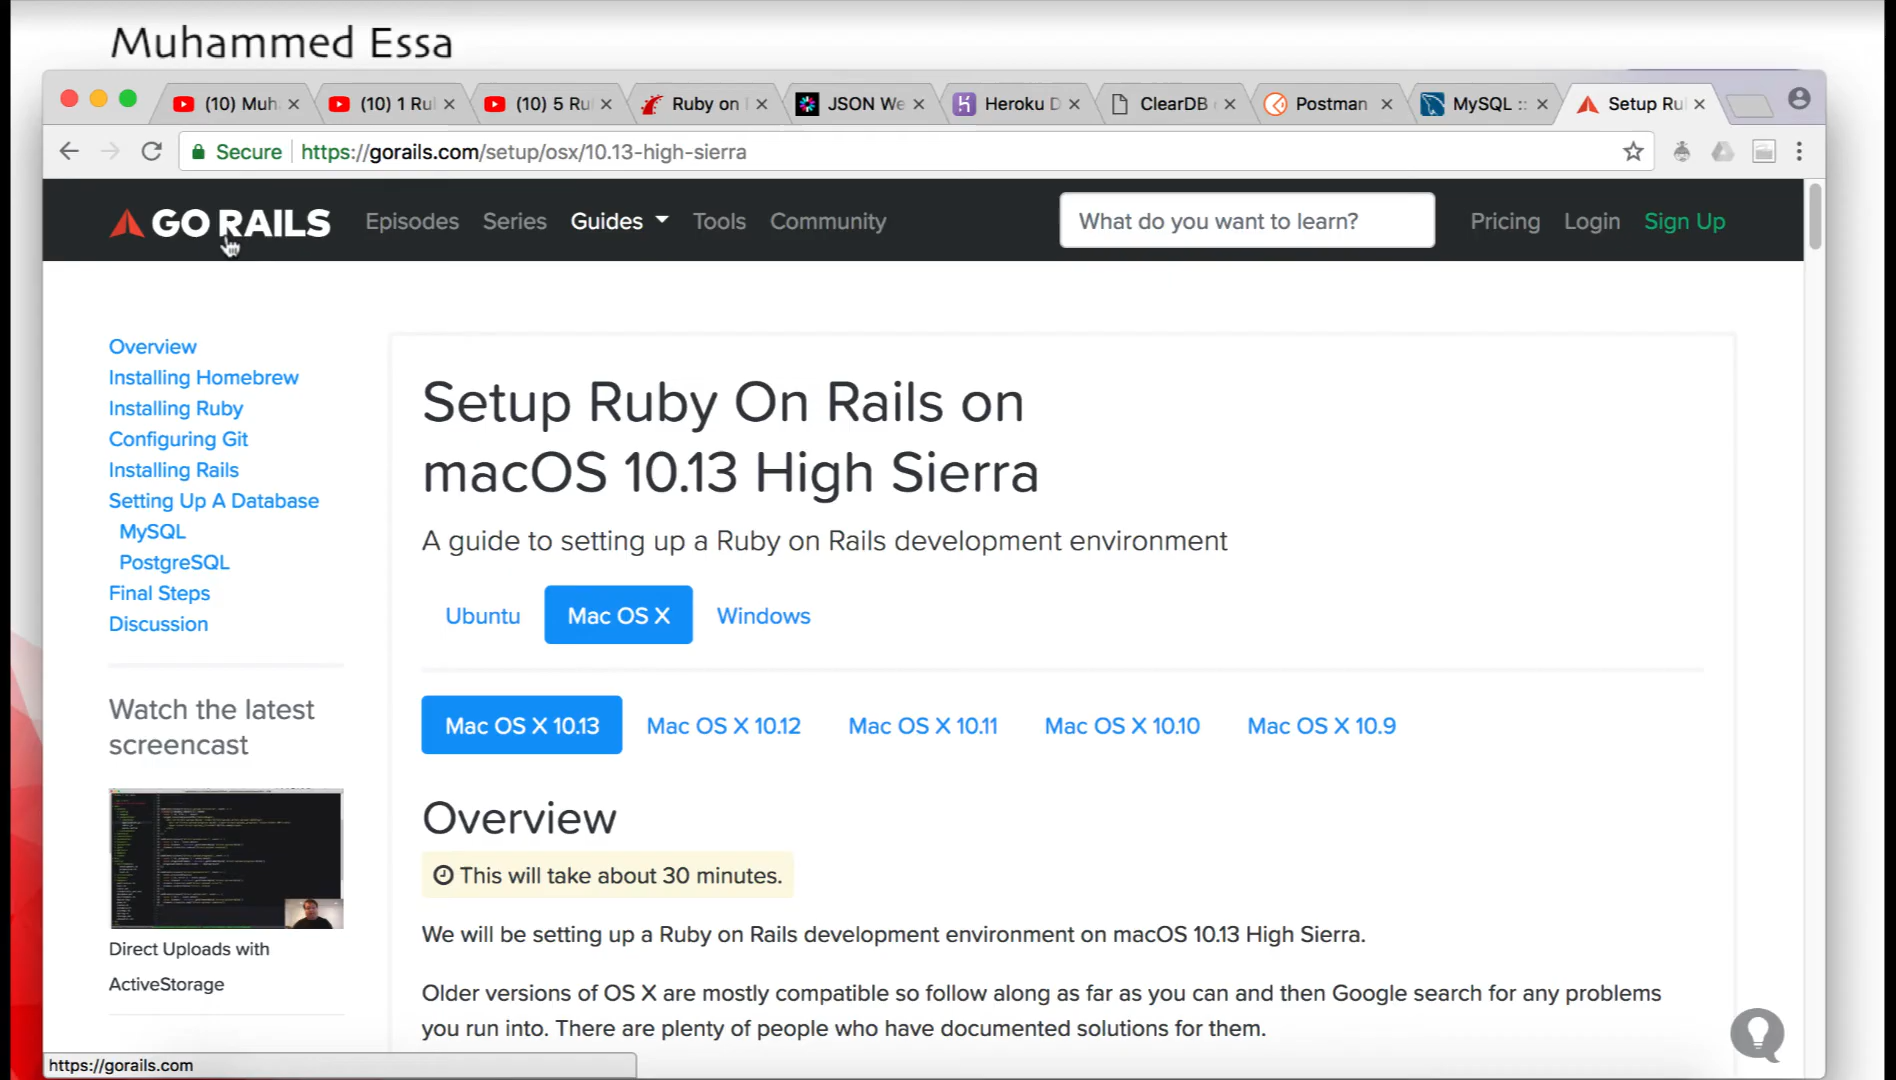 Muhammed Essa
(10) Muh
(10) 1 Ru
(10) 5 Ru
Ruby on
JSON We
Heroku D
ClearDB
Postman
MySQL ::
Setup Ru
Secure https://gorails.com/setup/osx/10.13-high-sierra
GO RAILS
Episodes
Series
Guides
Tools
Community
What do you want to learn?
Pricing
Login
Sign Up
Overview
Installing Homebrew
Installing Ruby
Configuring Git
Installing Rails
Setting Up A Database
MySQL
PostgreSQL
Final Steps
Discussion
Watch the latest
screencast
Direct Uploads with
ActiveStorage
Setup Ruby On Rails on
macOS 10.13 High Sierra
A guide to setting up a Ruby on Rails development environment
Ubuntu
Mac OS X
Windows
Mac OS X 10.13
Mac OS X 10.12
Mac OS X 10.11
Mac OS X 10.10
Mac OS X 10.9
Overview
This will take about 30 minutes.
We will be setting up a Ruby on Rails development environment on macOS 10.13 High Sierra.
Older versions of OS X are mostly compatible so follow along as far as you can and then Google search for any problems
you run into. There are plenty of people who have documented solutions for them.
https://gorails.com